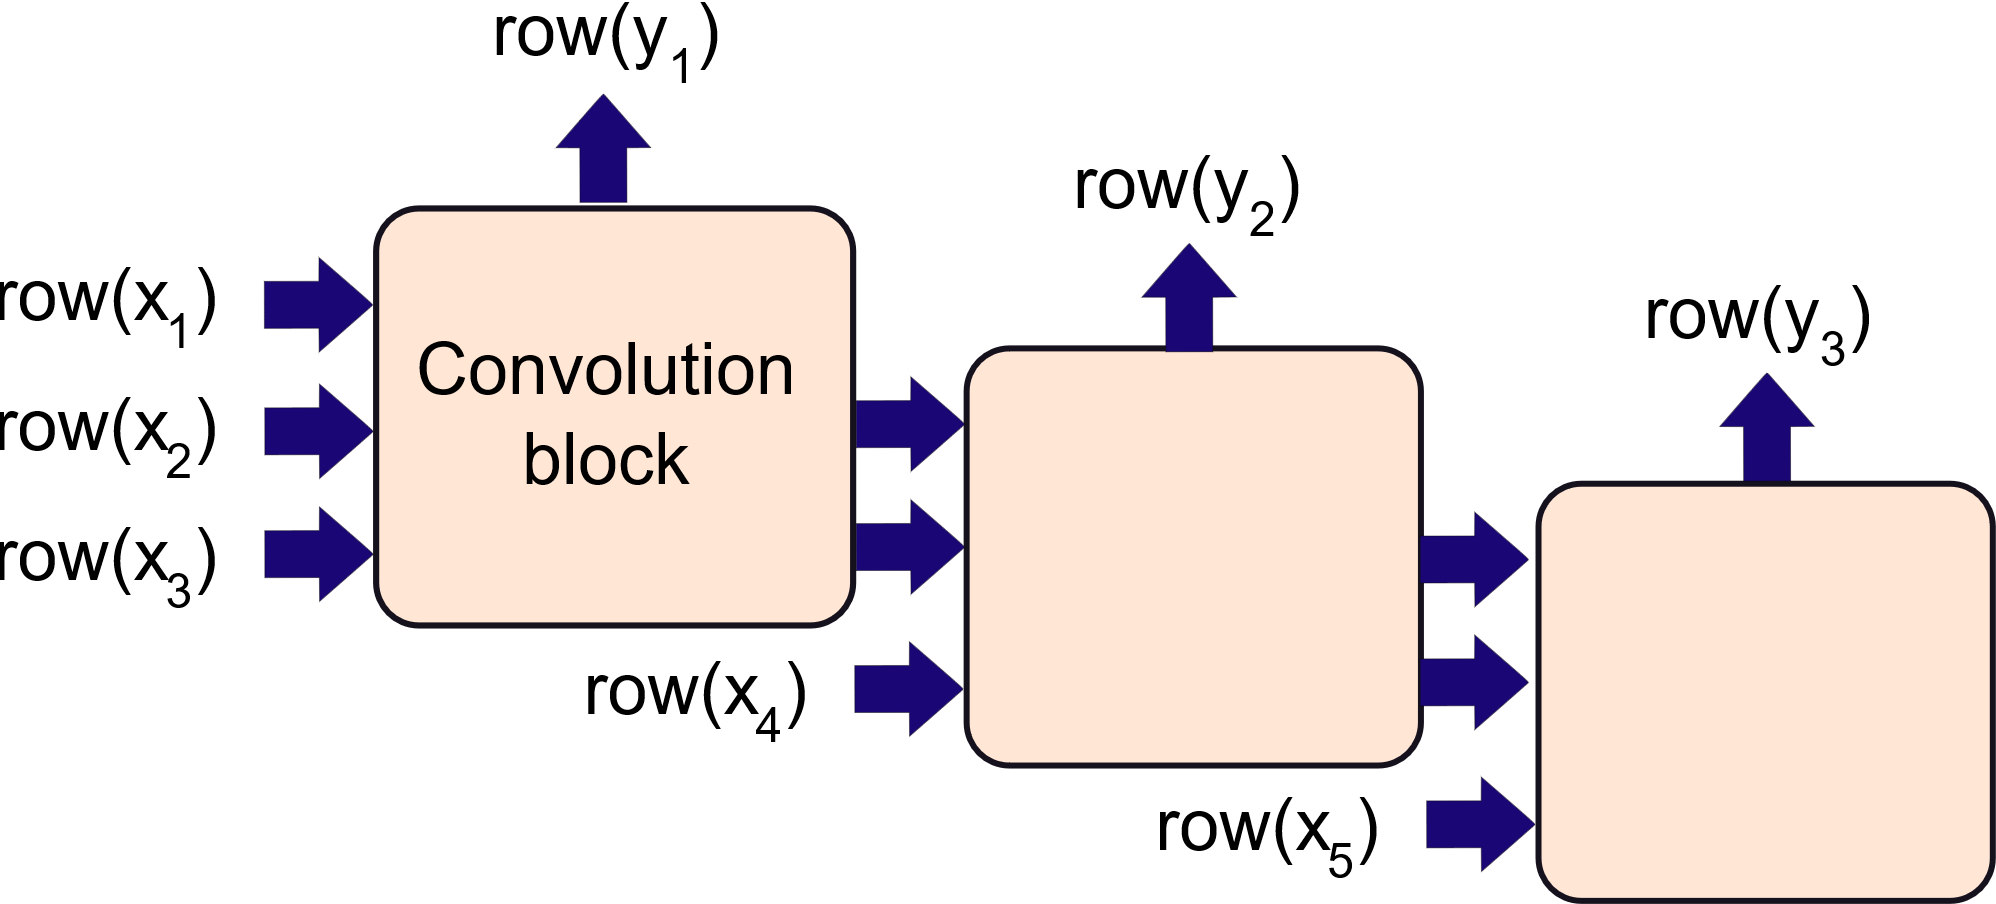 row(y₁)
row(y₂)
row(x₁)
row(y₃)
Convolution
row(x₂)
block
row(x₃)
row(x₄)
row(x₅)